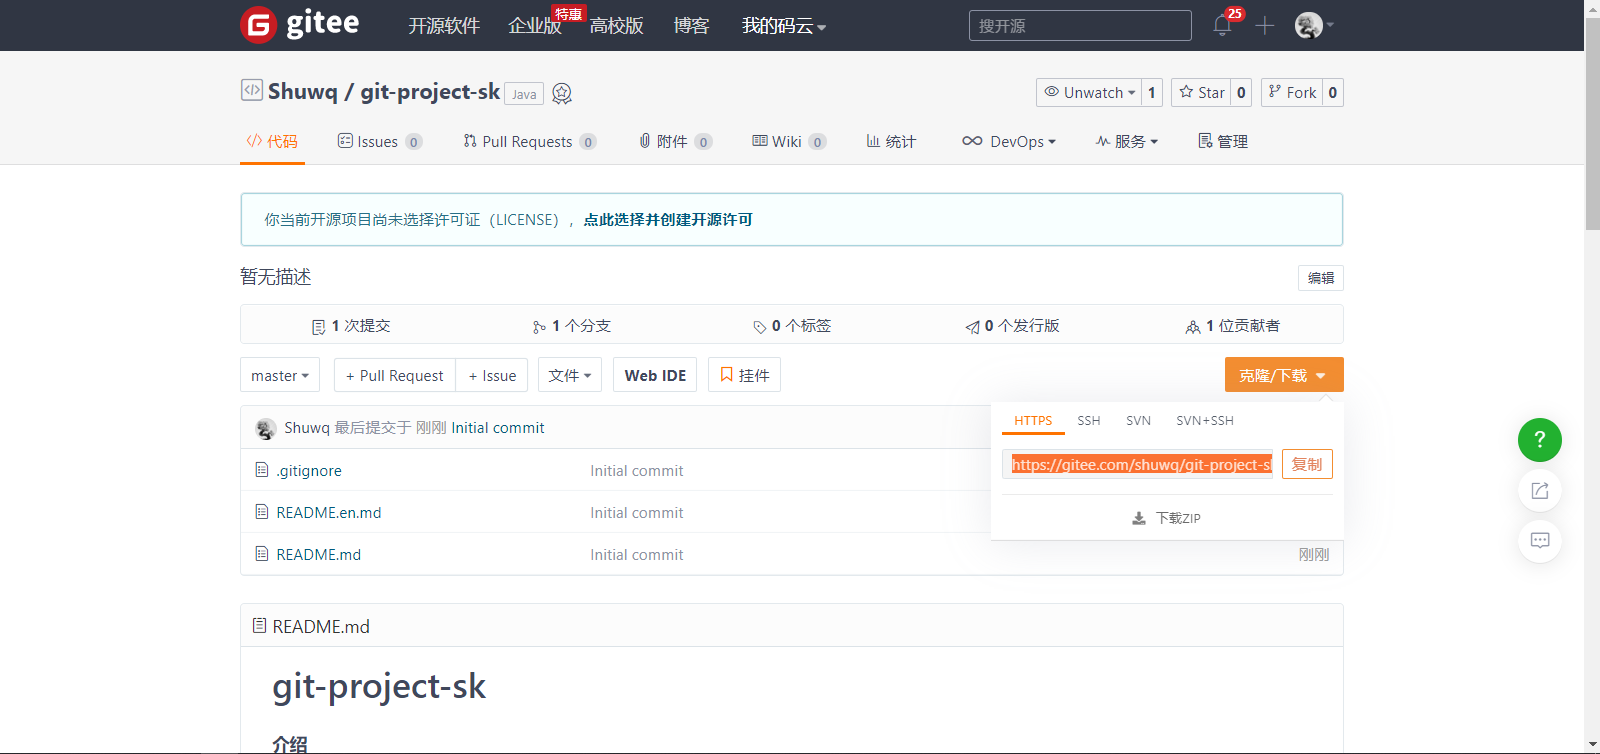 gitee 开源软件 企业版 特惠 高校版 博客 我的码云 搜开源 25
Shuwq / git-project-sk Java Unwatch 1 Star 0 Fork 0
代码 Issues 0 Pull Requests 0 附件 0 Wiki 0 统计 DevOps 服务 管理
你当前开源项目尚未选择许可证（LICENSE），点此选择并创建开源许可
暂无描述 编辑
1 次提交 1 个分支 0 个标签 0 个发行版 1 位贡献者
master + Pull Request + Issue 文件 Web IDE 挂件 克隆/下载
HTTPS SSH SVN SVN+SSH
Shuwq 最后提交于 刚刚 Initial commit
https://gitee.com/shuwq/git-project-s 复制
.gitignore Initial commit
README.en.md Initial commit
下载ZIP
README.md Initial commit 刚刚
README.md
git-project-sk
介绍